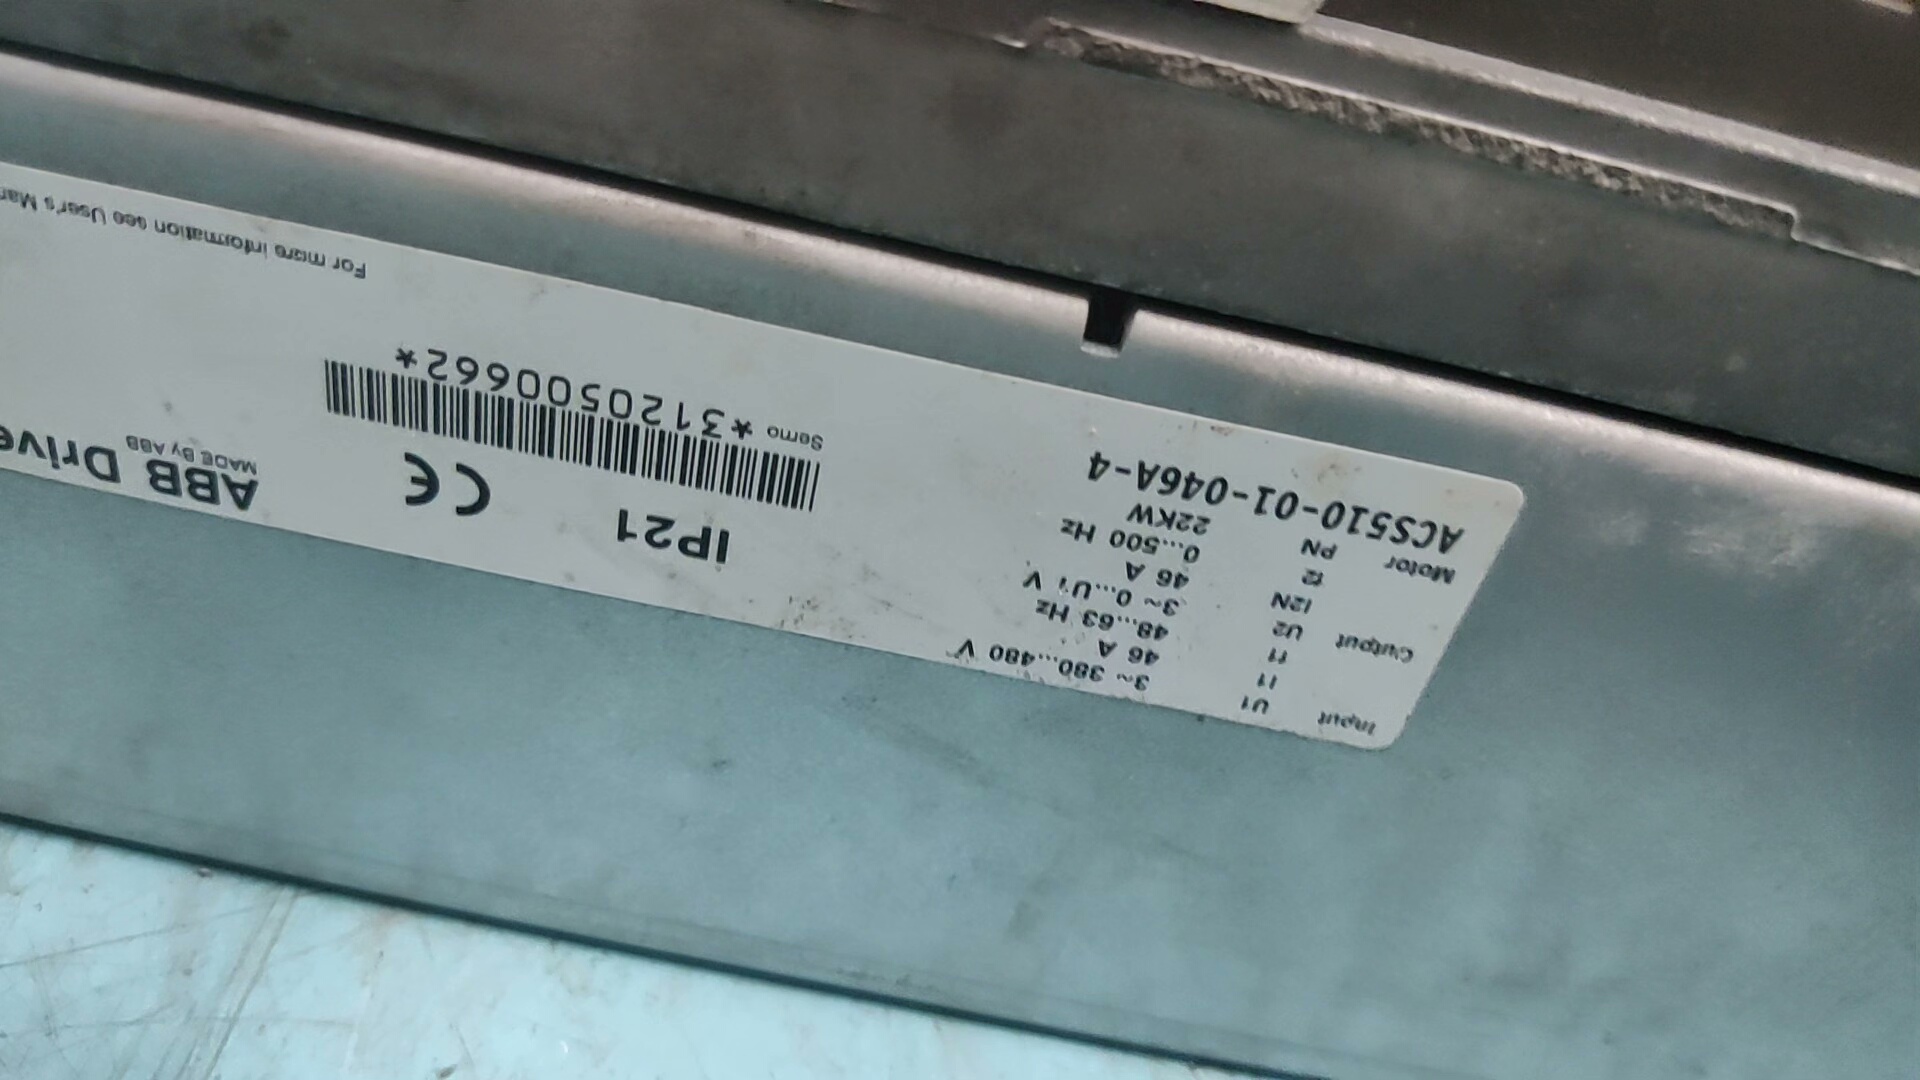 Input U1 3~ 380...480 V
I1 46 A
f1 48...63 Hz
Output U2 3~ 0...U1 V
I2N 46 A
f2 0...500 Hz
Motor PN 22KW
ACS510-01-046A-4
IP21 CE
Serno *3120500662*
ABB Drive
MADE By ABB
For more information see User's Man